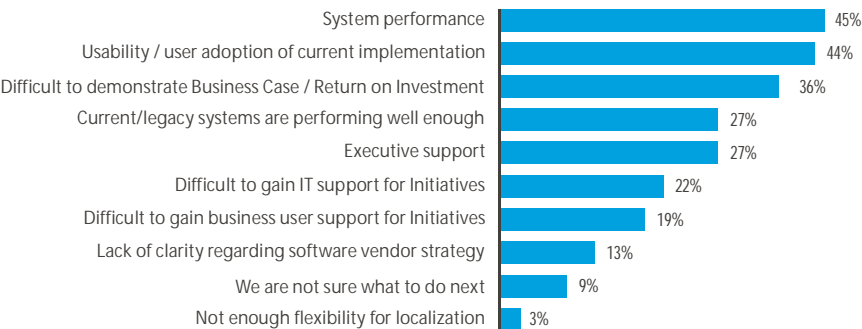 System performance 45%
Usability / user adoption of current implementation 44%
Difficult to demonstrate Business Case / Return on Investment 36%
Current/legacy systems are performing well enough 27%
Executive support 27%
Difficult to gain IT support for Initiatives 22%
Difficult to gain business user support for Initiatives 19%
Lack of clarity regarding software vendor strategy 13%
We are not sure what to do next 9%
Not enough flexibility for localization 3%